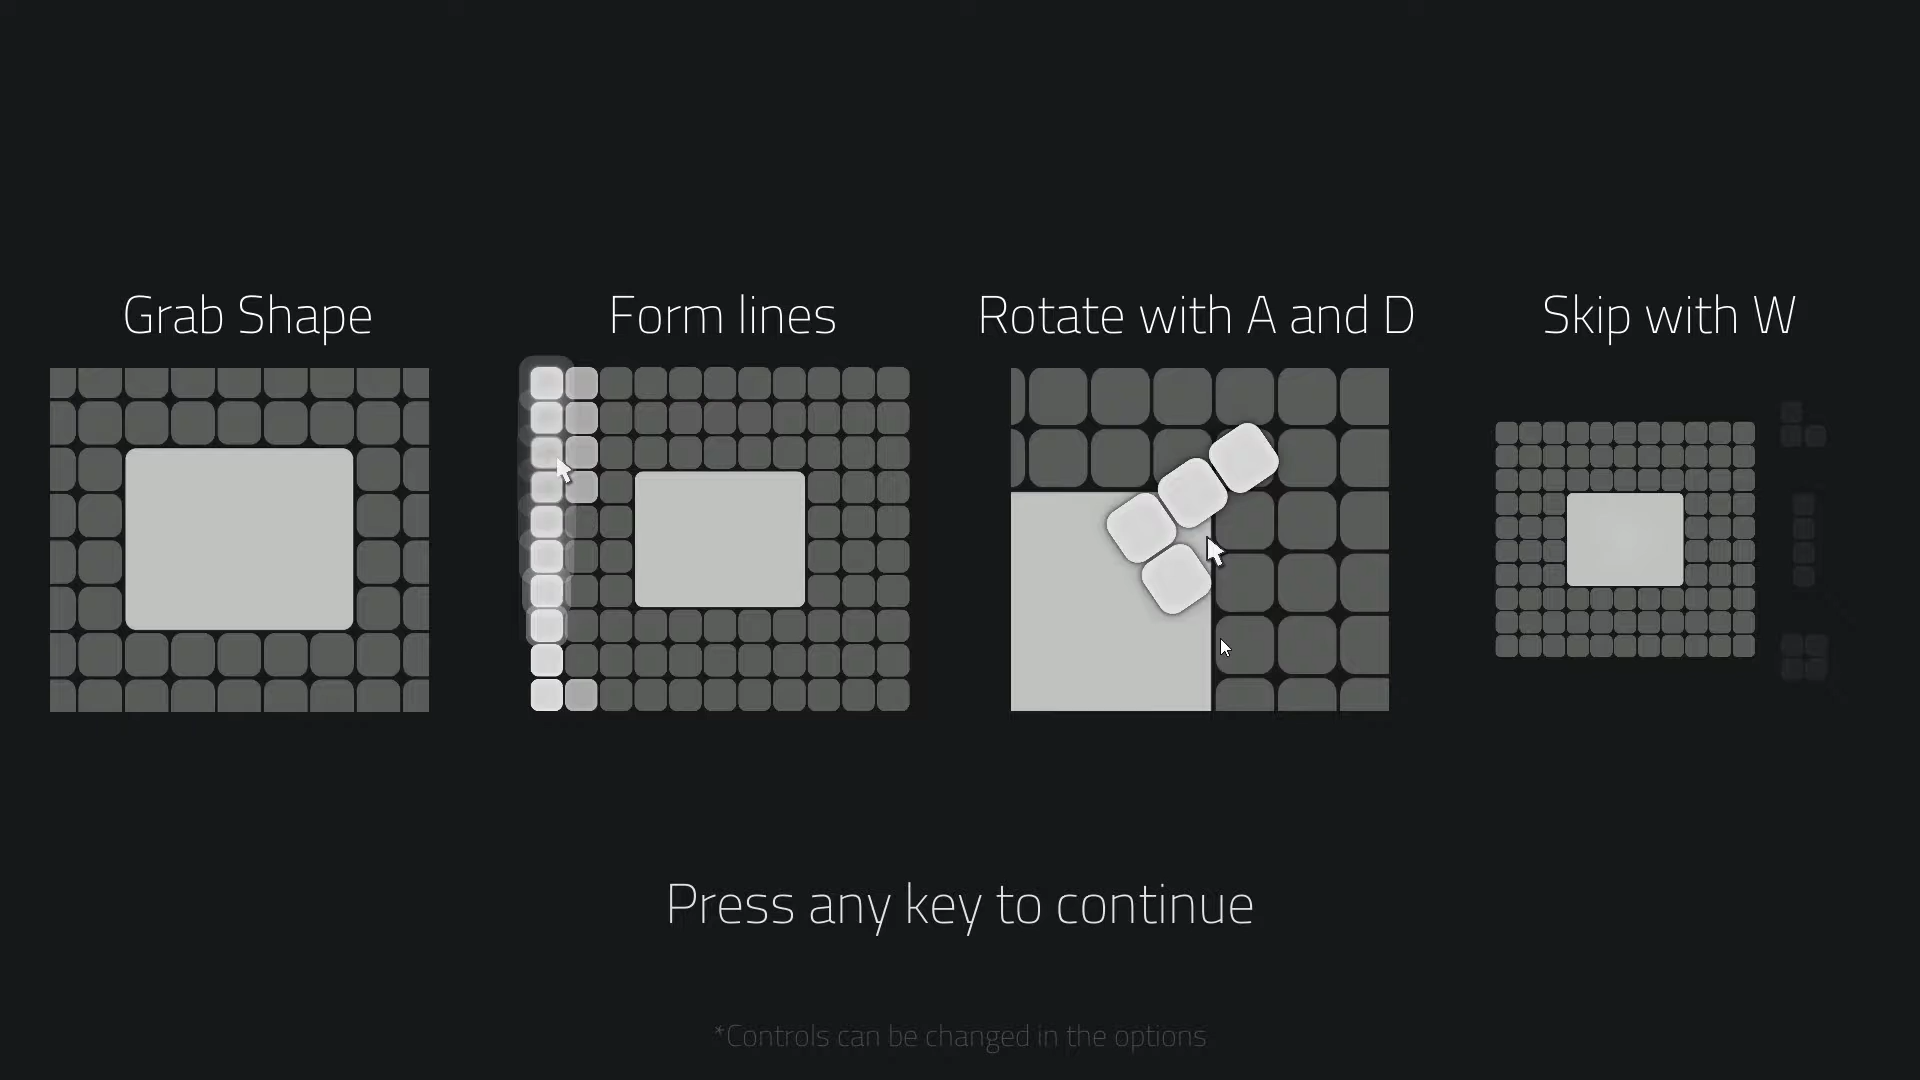 Grab Shape
Form lines
Rotate with A and D
Skip with W
Press any key to continue
*Controls can be changed in the options